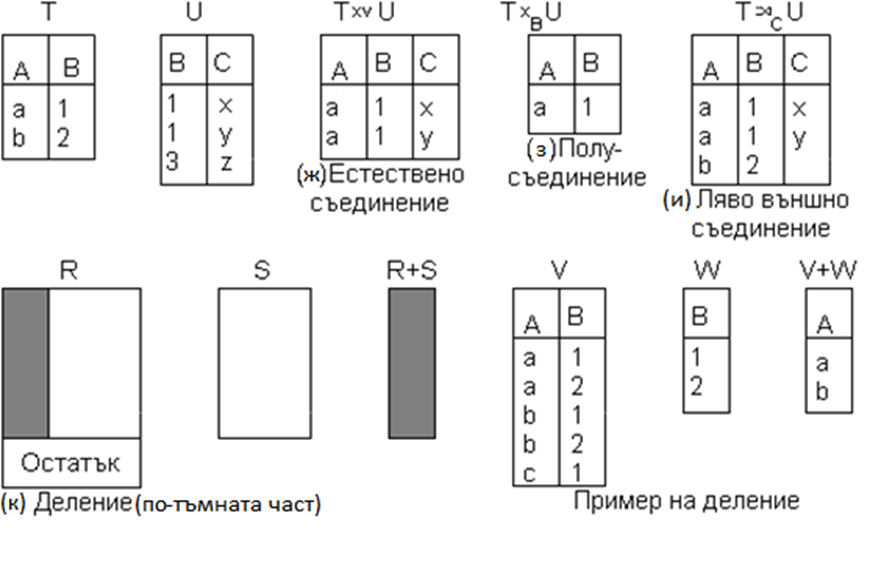 T U T×vU T×BU T⋊CU
A B B C A B C A B A B C
a 1 1 x a 1 x a 1 a 1 x
b 2 1 y a 1 y a 1 y
3 z b 2
(ж)Естествено
съединение
(з)Полу-
съединение
(и) Ляво външно
съединение
R S R+S V W V+W
A B B A
a 1 1 a
a 2 2 b
b 1
b 2
c 1
Остатък
(к) Деление(по-тъмната част)
Пример на деление